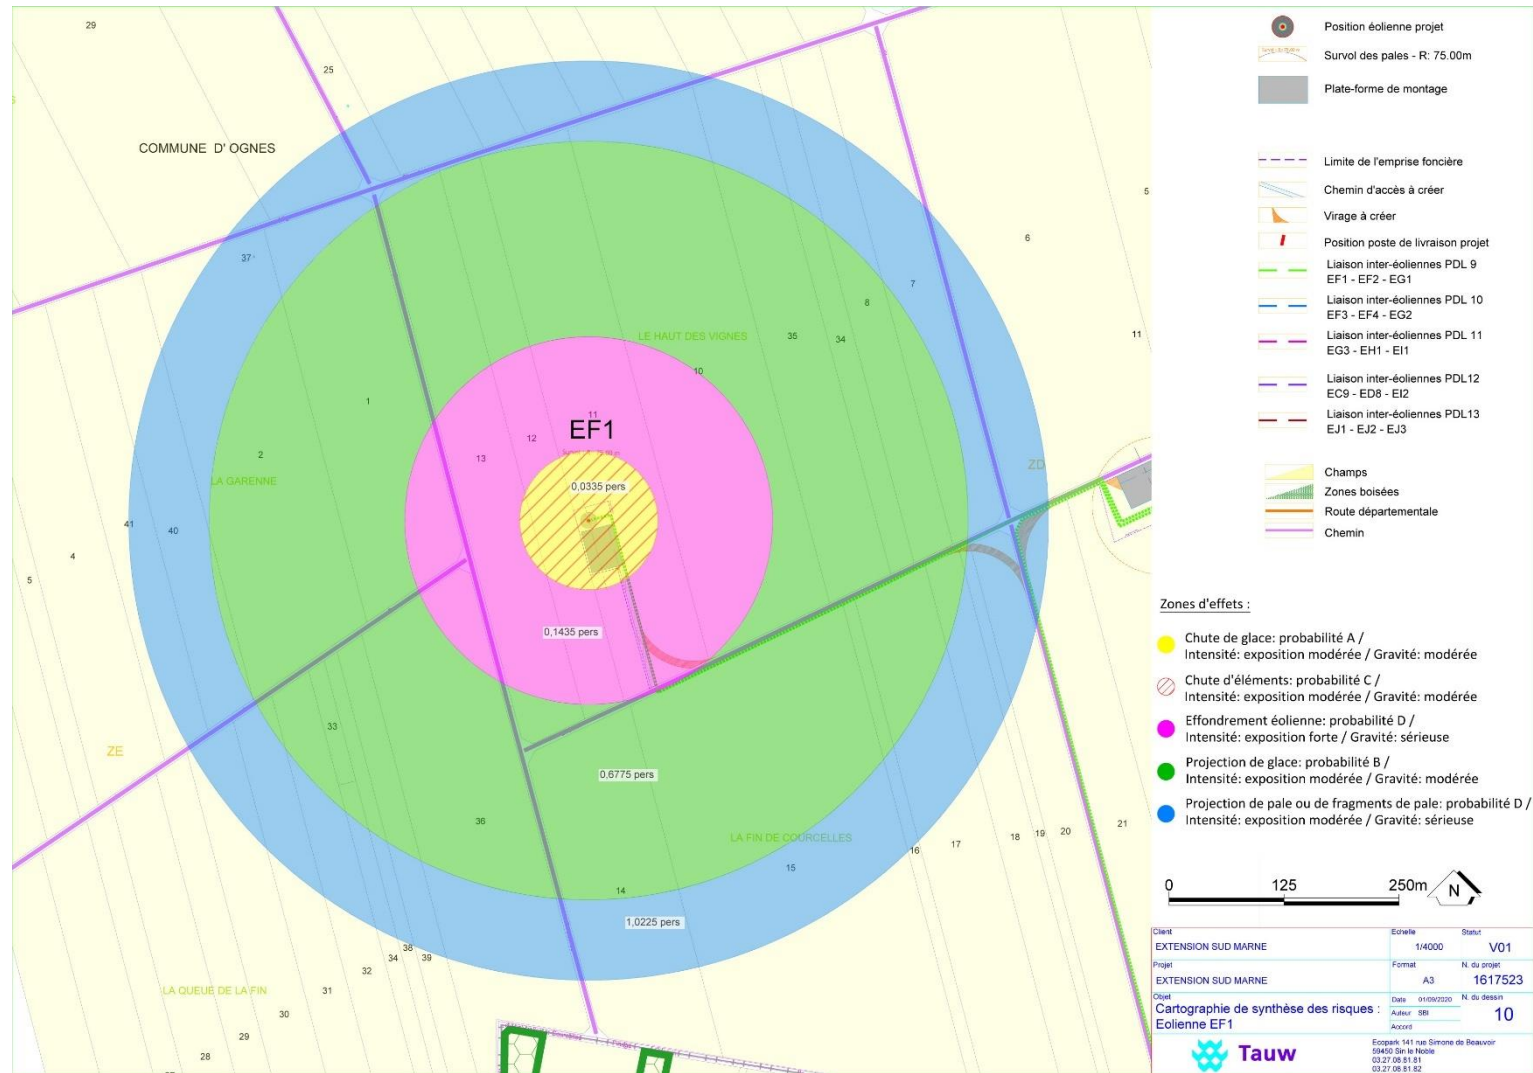 29
25
COMMUNE D' OGNES
5
6
37
7
8
LE HAUT DES VIGNES
35
34
11
10
1
11
EF1
12
2
13
LA GARENNE
ZD
0,0335 pers
41
40
4
5
0,1435 pers
33
ZE
0,6775 pers
36
LA FIN DE COURCELLES
18
19
20
21
16
17
15
14
1,0225 pers
38
34
39
32
LA QUEUE DE LA FIN
31
30
29
28
Position éolienne projet
Survol des pales - R: 75.00m
Plate-forme de montage
Limite de l'emprise foncière
Chemin d'accès à créer
Virage à créer
Position poste de livraison projet
Liaison inter-éoliennes PDL 9
EF1 - EF2 - EG1
Liaison inter-éoliennes PDL 10
EF3 - EF4 - EG2
Liaison inter-éoliennes PDL 11
EG3 - EH1 - EI1
Liaison inter-éoliennes PDL12
EC9 - ED8 - EI2
Liaison inter-éoliennes PDL13
EJ1 - EJ2 - EJ3
Champs
Zones boisées
Route départementale
Chemin
Zones d'effets :
Chute de glace: probabilité A /
Intensité: exposition modérée / Gravité: modérée
Chute d'éléments: probabilité C /
Intensité: exposition modérée / Gravité: modérée
Effondrement éolienne: probabilité D /
Intensité: exposition forte / Gravité: sérieuse
Projection de glace: probabilité B /
Intensité: exposition modérée / Gravité: modérée
Projection de pale ou de fragments de pale: probabilité D /
Intensité: exposition modérée / Gravité: sérieuse
0 125 250m
N
Client
EXTENSION SUD MARNE
Echelle
1/4000
Statut
V01
Projet
EXTENSION SUD MARNE
Format
A3
N. du projet
1617523
Objet
Cartographie de synthèse des risques :
Eolienne EF1
Date 01/09/2020
Auteur SBI
Accord
N. du dessin
10
Tauw
Ecopark 141 rue Simone de Beauvoir
59450 Sin le Noble
03.27.08.81.81
03.27.08.81.82